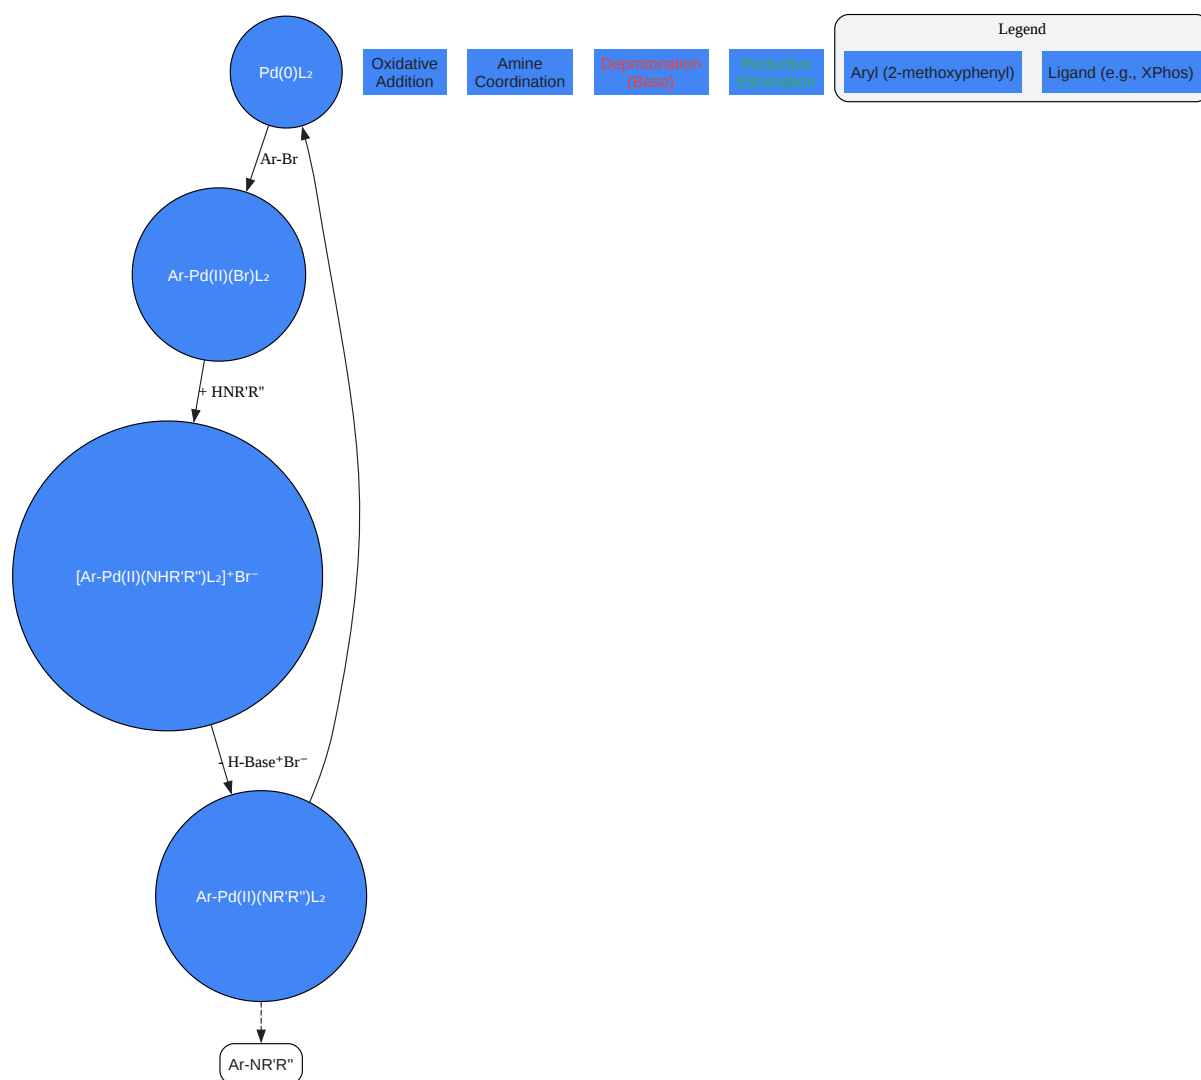 Legend
Pd(0)L₂
Oxidative
Addition
Amine
Coordination
Deprotonation
(Base)
Reductive
Elimination
Aryl (2-methoxyphenyl)
Ligand (e.g., XPhos)
Ar-Br
Ar-Pd(II)(Br)L₂
+ HNR'R"
[Ar-Pd(II)(NHR'R")L₂]⁺Br⁻
- H-Base⁺Br⁻
Ar-Pd(II)(NR'R")L₂
Ar-NR'R"